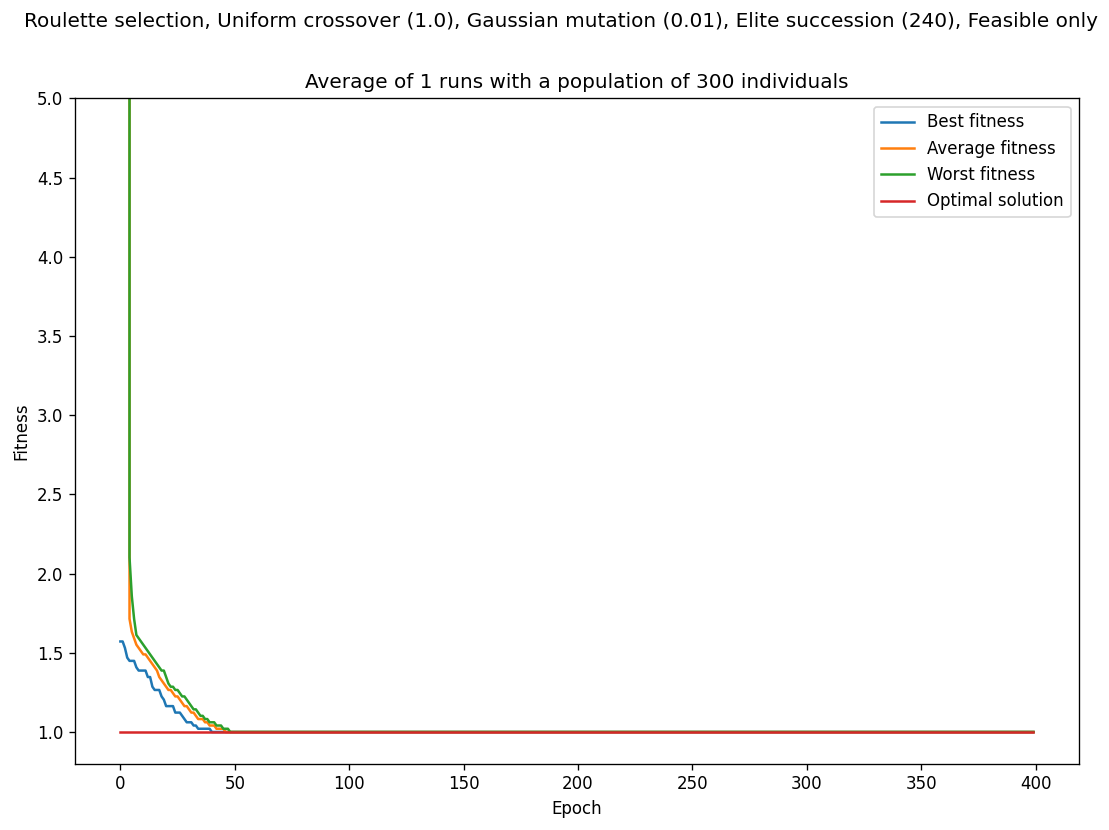 Roulette selection, Uniform crossover (1.0), Gaussian mutation (0.01), Elite succession (240), Feasible only
Average of 1 runs with a population of 300 individuals
Best fitness
Average fitness
Worst fitness
Optimal solution
Fitness
5.0
4.5
4.0
3.5
3.0
2.5
2.0
1.5
1.0
0
50
100
150
200
250
300
350
400
Epoch